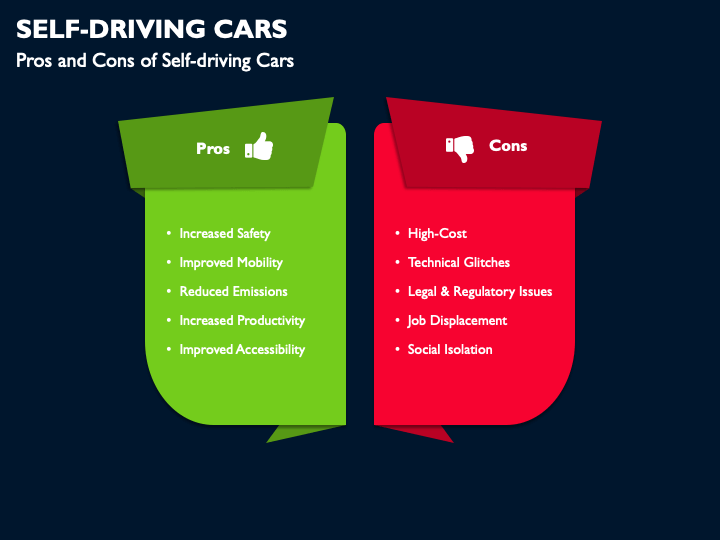 SELF-DRIVING CARS
Pros and Cons of Self-driving Cars
Pros
• Increased Safety
• Improved Mobility
• Reduced Emissions
• Increased Productivity
• Improved Accessibility
Cons
• High-Cost
• Technical Glitches
• Legal & Regulatory Issues
• Job Displacement
• Social Isolation